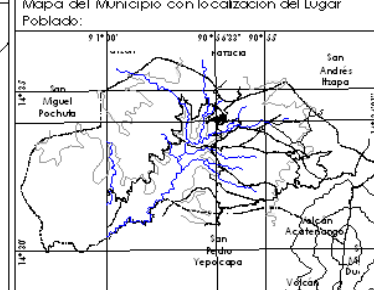 Mapa del Municipio con localización del Lugar
Poblado:
91°00'
90°56'33"
90°55'
Patzicía
San
Andrés
Itzapa
14°35'
San
Miguel
Pochuta
Volcán
Acatenango
14°30'
San
Pedro
Yepocapa
Volcán